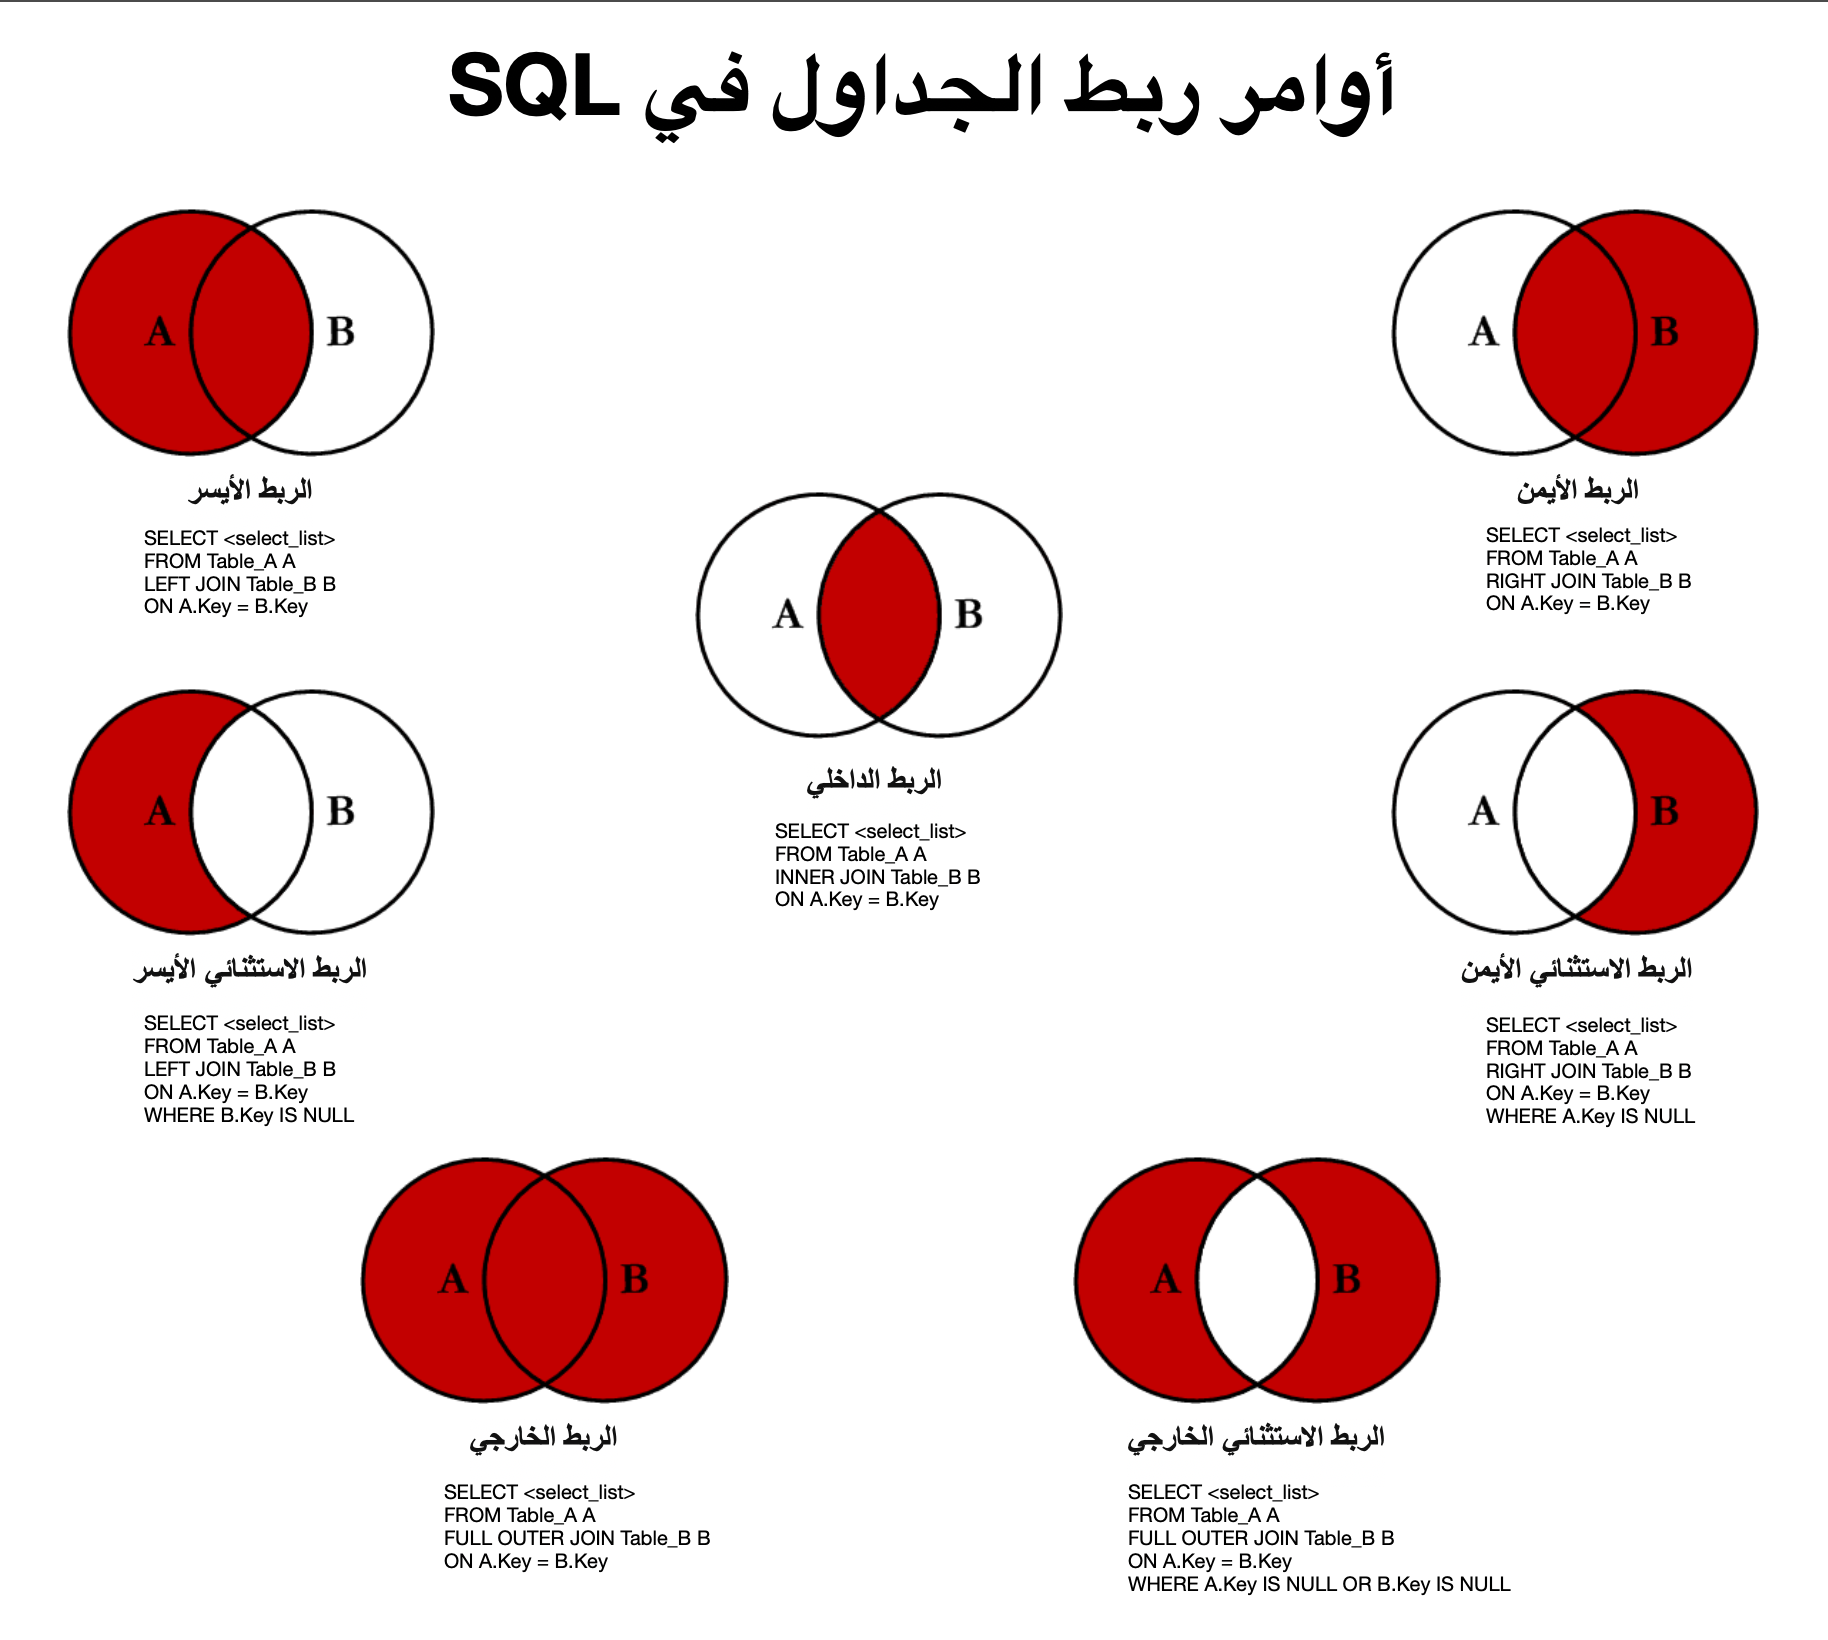 أوامر ربط الجداول في SQL
A B
الربط الأيسر
SELECT <select_list>
FROM Table_A A
LEFT JOIN Table_B B
ON A.Key = B.Key
A B
الربط الأيمن
SELECT <select_list>
FROM Table_A A
RIGHT JOIN Table_B B
ON A.Key = B.Key
A B
الربط الداخلي
SELECT <select_list>
FROM Table_A A
INNER JOIN Table_B B
ON A.Key = B.Key
A B
الربط الاستثنائي الأيسر
SELECT <select_list>
FROM Table_A A
LEFT JOIN Table_B B
ON A.Key = B.Key
WHERE B.Key IS NULL
A B
الربط الاستثنائي الأيمن
SELECT <select_list>
FROM Table_A A
RIGHT JOIN Table_B B
ON A.Key = B.Key
WHERE A.Key IS NULL
A B
الربط الخارجي
SELECT <select_list>
FROM Table_A A
FULL OUTER JOIN Table_B B
ON A.Key = B.Key
A B
الربط الاستثنائي الخارجي
SELECT <select_list>
FROM Table_A A
FULL OUTER JOIN Table_B B
ON A.Key = B.Key
WHERE A.Key IS NULL OR B.Key IS NULL